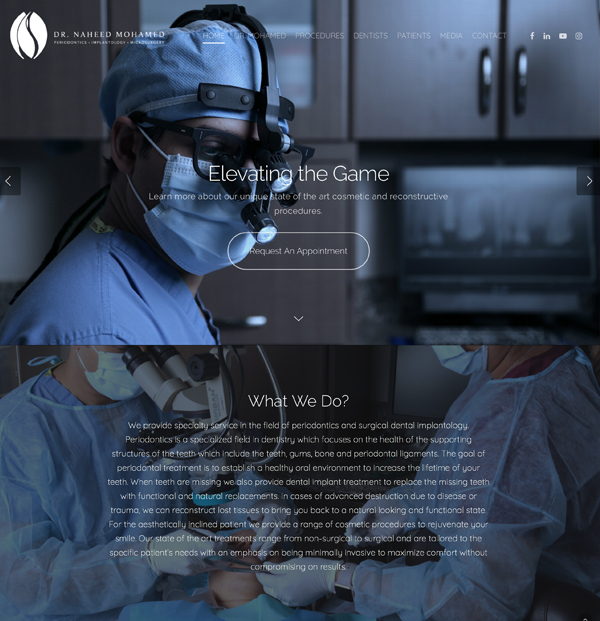 DR. NAHEED MOHAMED
PERIODONTICS • IMPLANTOLOGY • MICROSURGERY
HOME DR. MOHAMED PROCEDURES DENTISTS PATIENTS MEDIA CONTACT
Elevating the Game
Learn more about our unique state of the art cosmetic and reconstructive
procedures.
Request An Appointment
What We Do?
We provide specialty service in the field of periodontics and surgical dental implantology.
Periodontics is a specialized field in dentistry which focuses on the health of the supporting
structures of the teeth which include the teeth, gums, bone and periodontal ligaments. The goal of
periodontal treatment is to establish a healthy oral environment to increase the lifetime of your
teeth. When teeth are missing we also provide dental implant treatment to replace the missing teeth
with functional and natural replacements. In cases of advanced destruction due to disease or
trauma, we can reconstruct lost tissues to bring you back to a natural looking and functional state.
For the aesthetically inclined patient we provide a range of cosmetic procedures to rejuvenate your
smile. Our state of the art treatments range from non-surgical to surgical and are tailored to the
specific patient's needs with an emphasis on being minimally invasive to maximize comfort without
compromising on results.